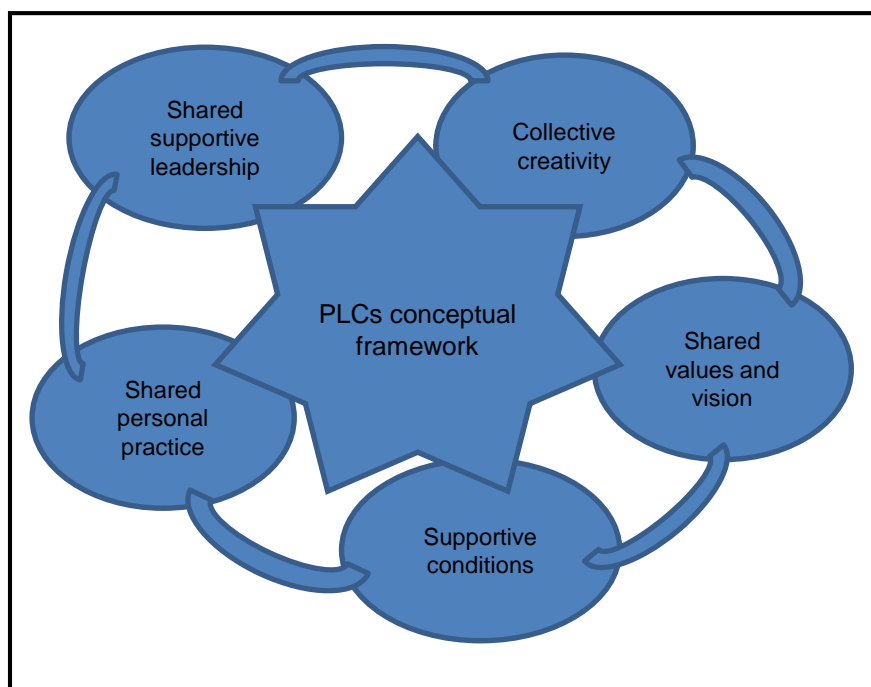 Shared
supportive
leadership
Collective
creativity
PLCs conceptual
framework
Shared
values and
vision
Shared
personal
practice
Supportive
conditions